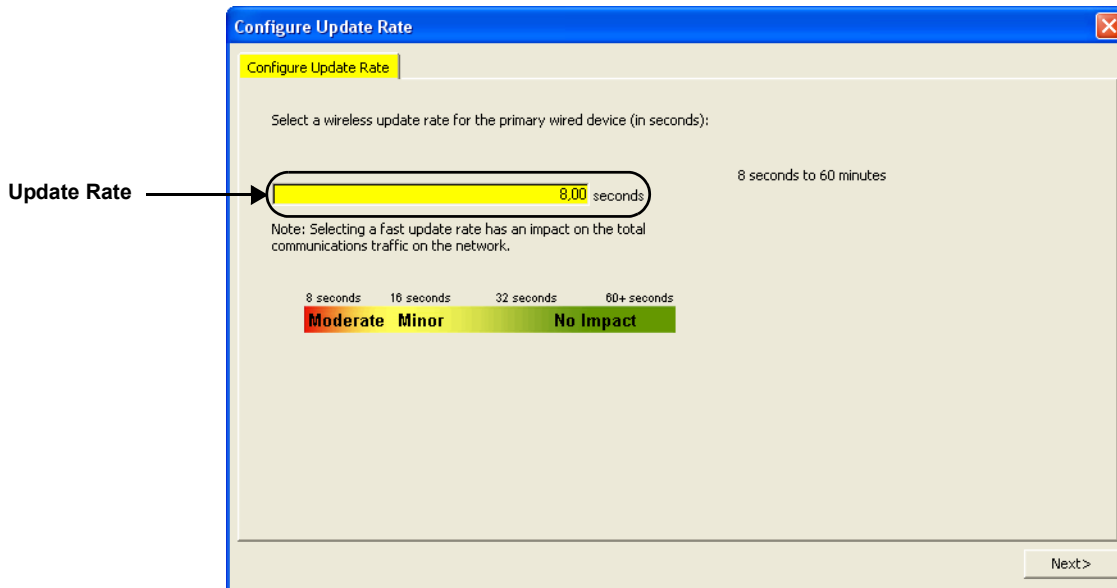 Configure Update Rate
Configure Update Rate
Select a wireless update rate for the primary wired device (in seconds):
8 seconds to 60 minutes
Update Rate
8,00 seconds
Note: Selecting a fast update rate has an impact on the total
communications traffic on the network.
8 seconds 16 seconds 32 seconds 60+ seconds
Moderate Minor No Impact
Next>